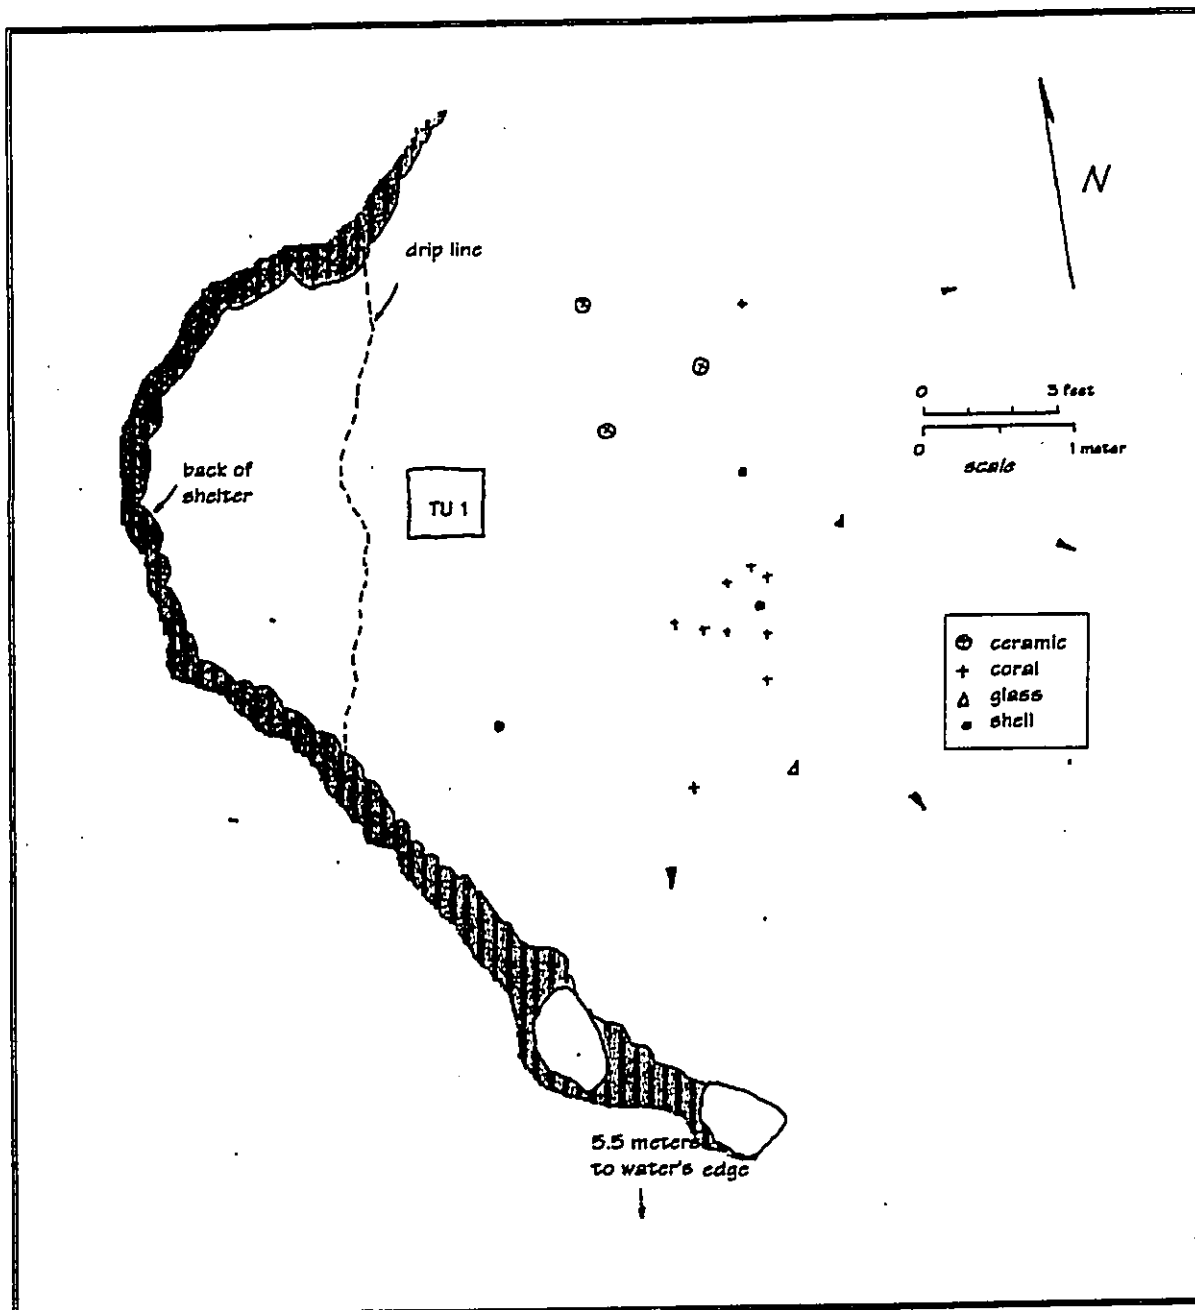 N
drip line
0 3 feet
0 1 meter
scale
back of
shelter
TU 1
ceramic
coral
glass
shell
5.5 meters
to water's edge